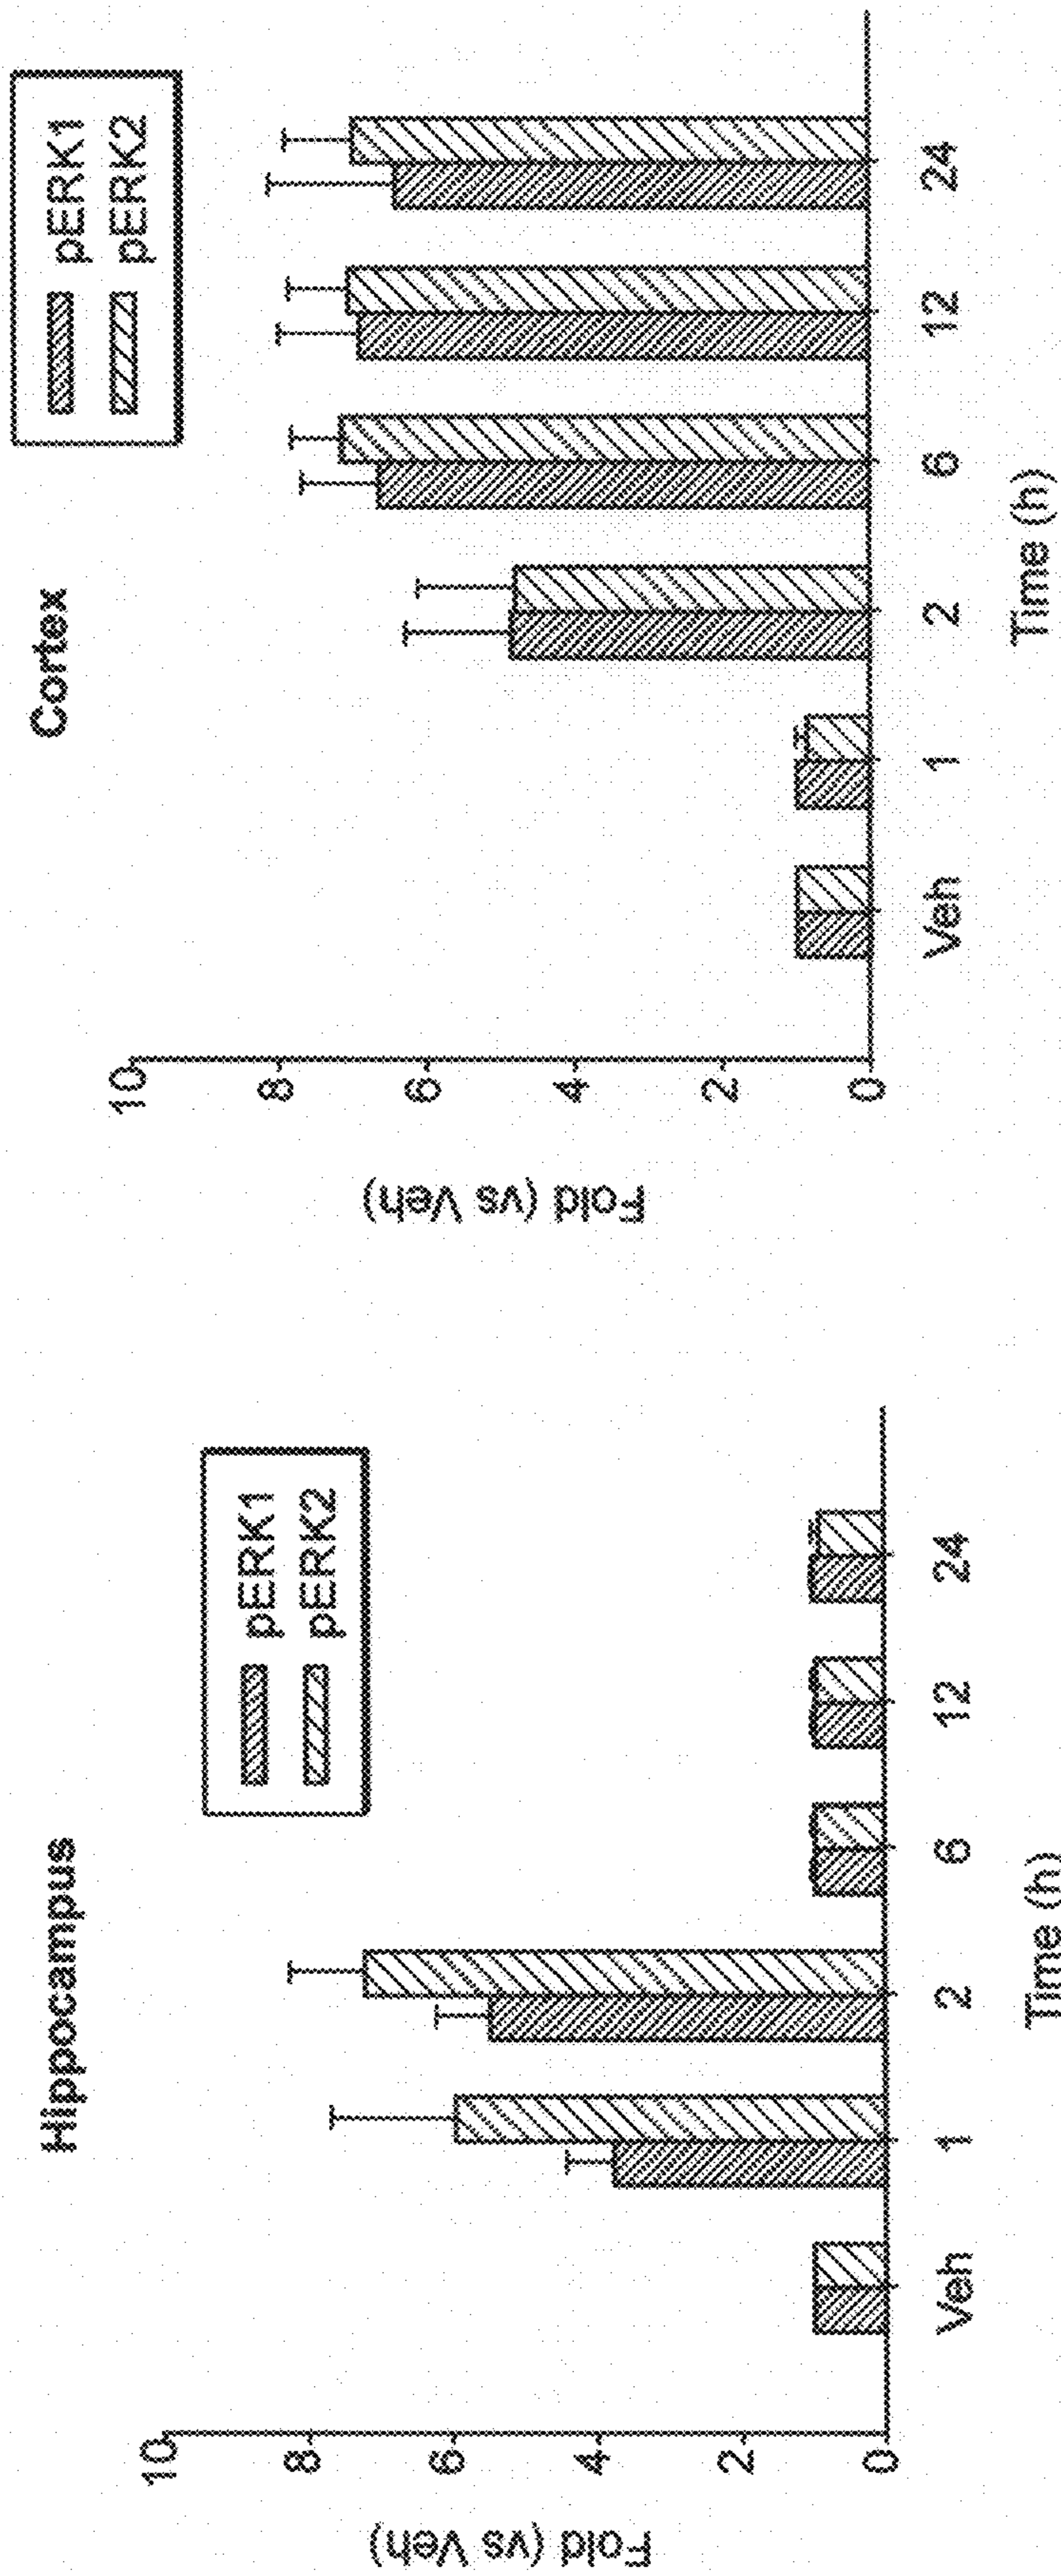 Hippocampus
pERK1
pERK2
Fold (vs Veh)
10
8
6
4
2
0
Veh
1
2
6
12
24
Time (h)
Cortex
pERK1
pERK2
Fold (vs Veh)
10
8
6
4
2
0
Veh
1
2
6
12
24
Time (h)